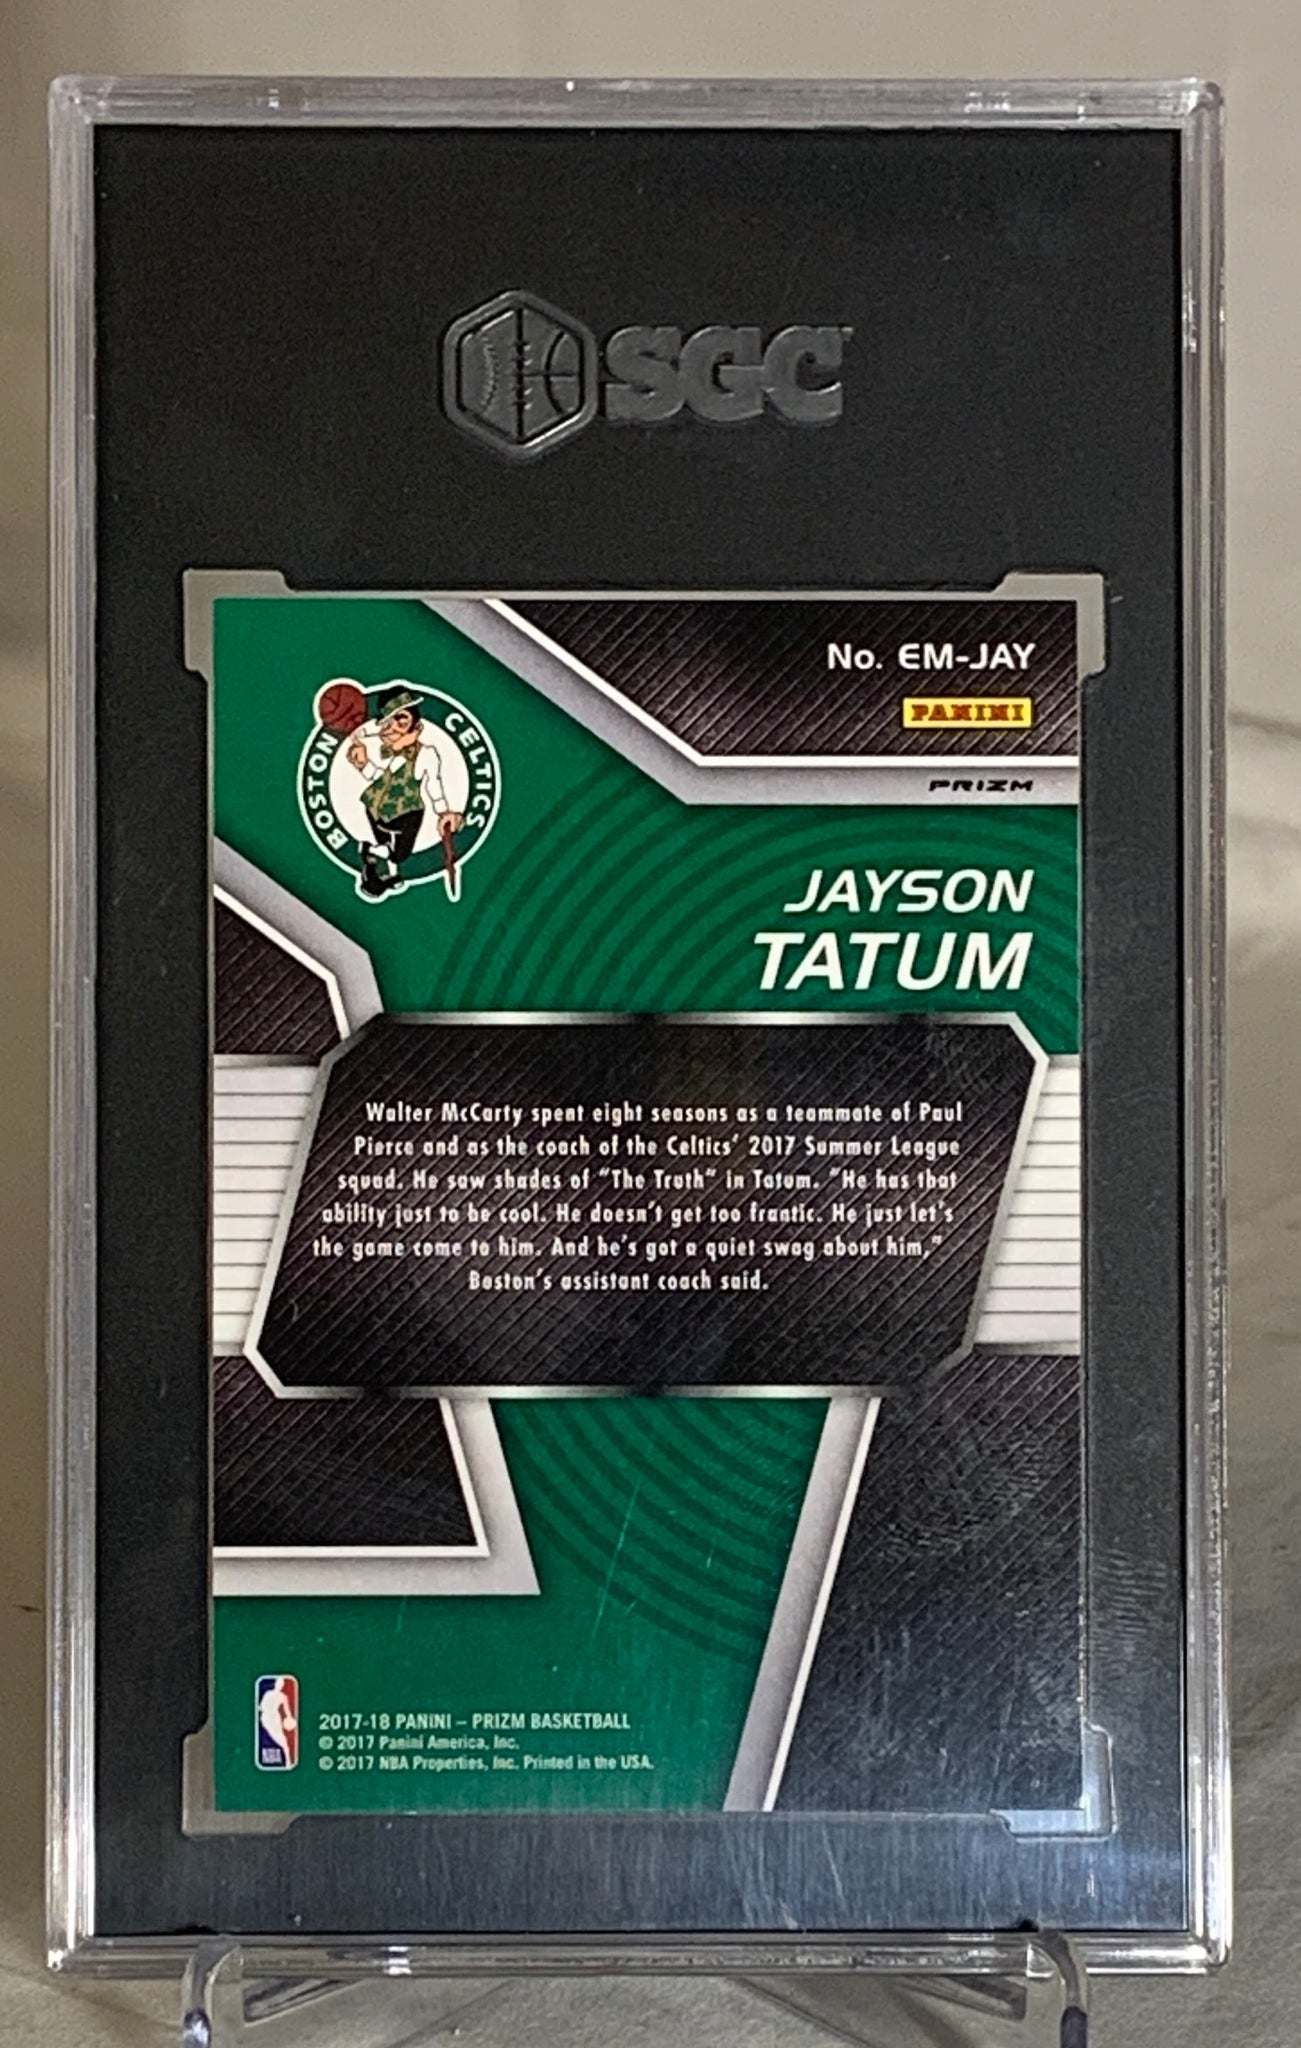 SGC
No. EM-JAY
PANINI
PRIZM
BOSTON CELTICS
JAYSON
TATUM
Walter McCarty spent eight seasons as a teammate of Paul
Pierce and as the coach of the Celtics' 2017 Summer League
squad. He saw shades of "The Truth" in Tatum. "He has that
ability just to be cool. He doesn't get too frantic. He just let's
the game come to him. And he's got a quiet swag about him,"
Boston's assistant coach said.
NBA
2017-18 PANINI – PRIZM BASKETBALL
© 2017 Panini America, Inc.
© 2017 NBA Properties, Inc. Printed in the USA.